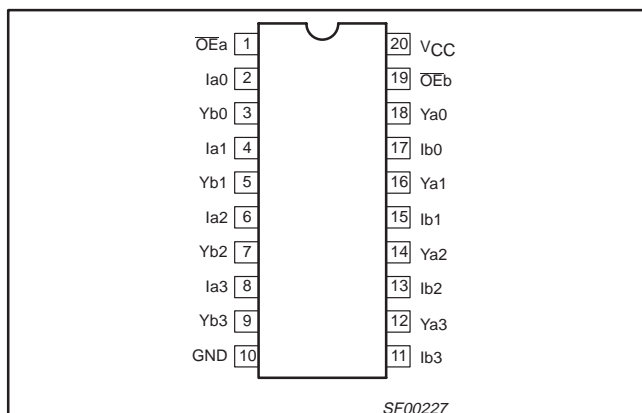 OEa 1 20 VCC
Ia0 2 19 OEb
Yb0 3 18 Ya0
Ia1 4 17 Ib0
Yb1 5 16 Ya1
Ia2 6 15 Ib1
Yb2 7 14 Ya2
Ia3 8 13 Ib2
Yb3 9 12 Ya3
GND 10 11 Ib3
SF00227